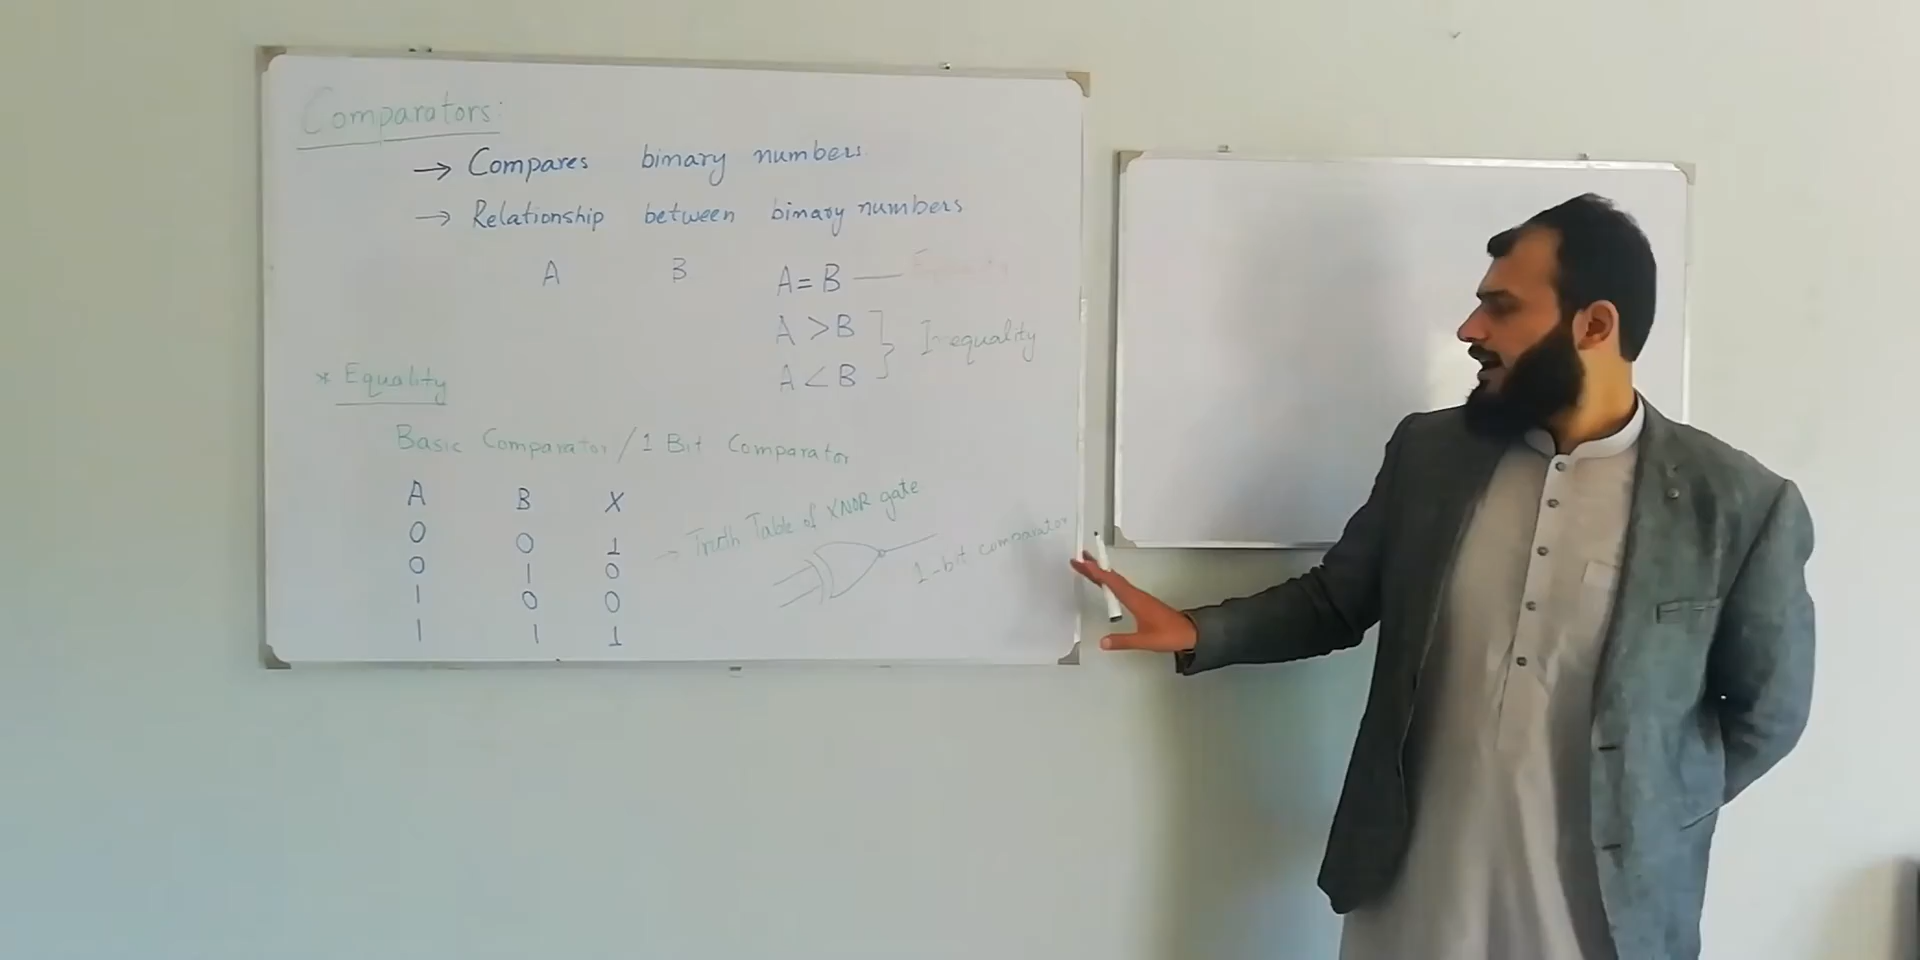 Comparators:
→ Compares binary numbers.
→ Relationship between binary numbers
A B
A = B —
A > B
A < B
Inequality
* Equality
Basic Comparator / 1 Bit Comparator
A B X
0 0 1
0 1 0
1 0 0
1 1 1
→ Truth Table of XNOR gate
1-bit comparator